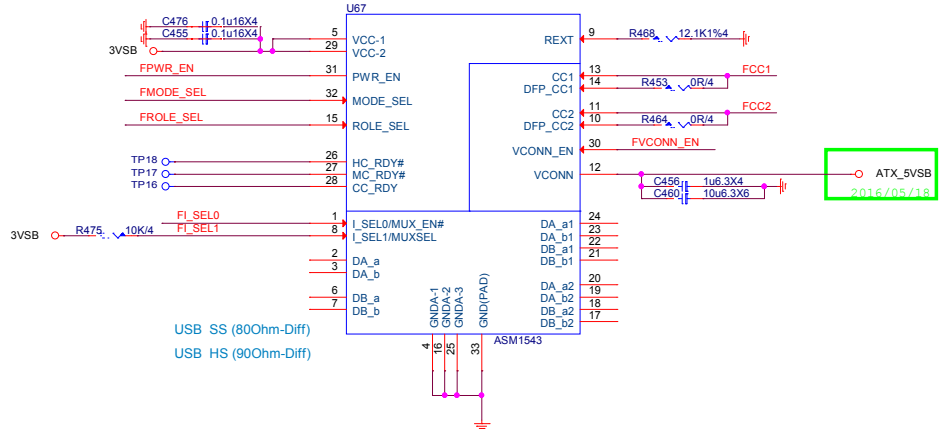 U67
C476 0.1u16X4
C455 0.1u16X4
3VSB
5 VCC-1
29 VCC-2
FPWR_EN 31 PWR_EN
FMODE_SEL 32 MODE_SEL
FROLE_SEL 15 ROLE_SEL
TP18 26 HC_RDY#
TP17 27 MC_RDY#
TP16 28 CC_RDY
FI_SEL0 1 I_SEL0/MUX_EN#
3VSB R475 10K/4 FI_SEL1 8 I_SEL1/MUXSEL
2 DA_a
3 DA_b
6 DB_a
7 DB_b
USB SS (80Ohm-Diff)
USB HS (90Ohm-Diff)
GNDA-1 4
GNDA-2 16
GNDA-3 25
GND(PAD) 33
REXT 9 R468 12.1K1%4
CC1 13 FCC1
DFP_CC1 14 R453 0R/4
CC2 11 FCC2
DFP_CC2 10 R464 0R/4
VCONN_EN 30 FVCONN_EN
VCONN 12
C456 1u6.3X4
C460 10u6.3X6
ATX_5VSB
2016/05/18
DA_a1 24
DA_b1 23
DB_a1 22
DB_b1 21
DA_a2 20
DA_b2 19
DB_a2 18
DB_b2 17
ASM1543